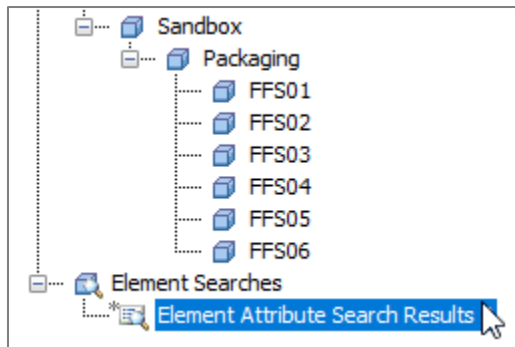 Sandbox
Packaging
FFS01
FFS02
FFS03
FFS04
FFS05
FFS06
Element Searches
*Element Attribute Search Results